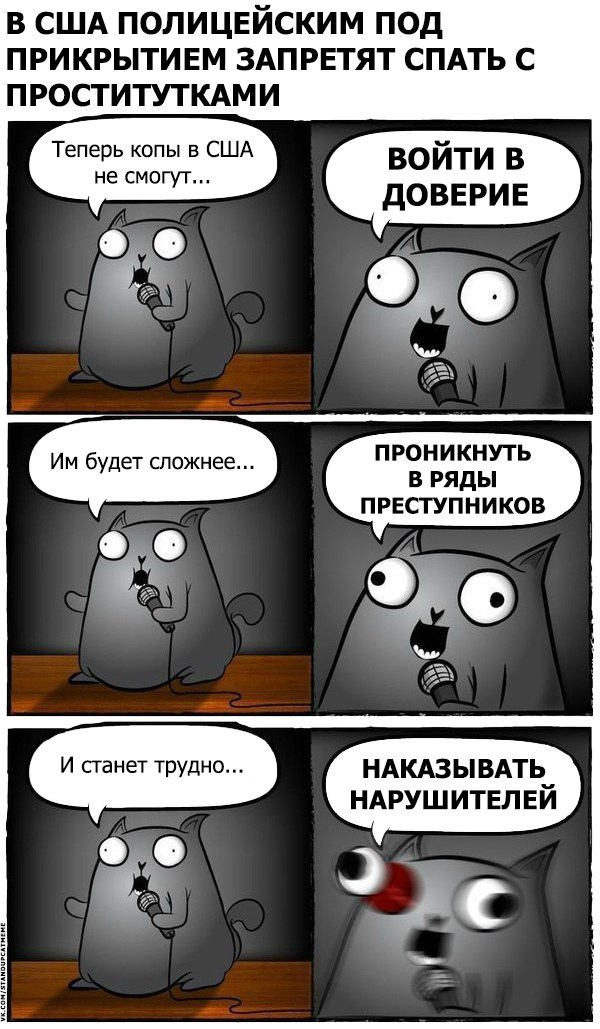 В США ПОЛИЦЕЙСКИМ ПОД
ПРИКРЫТИЕМ ЗАПРЕТЯТ СПАТЬ С
ПРОСТИТУТКАМИ
Теперь копы в США
не смогут...
ВОЙТИ В
ДОВЕРИЕ
Им будет сложнее...
ПРОНИКНУТЬ
В РЯДЫ
ПРЕСТУПНИКОВ
И станет трудно...
НАКАЗЫВАТЬ
НАРУШИТЕЛЕЙ
VK.COM/STANDUPCATMEME